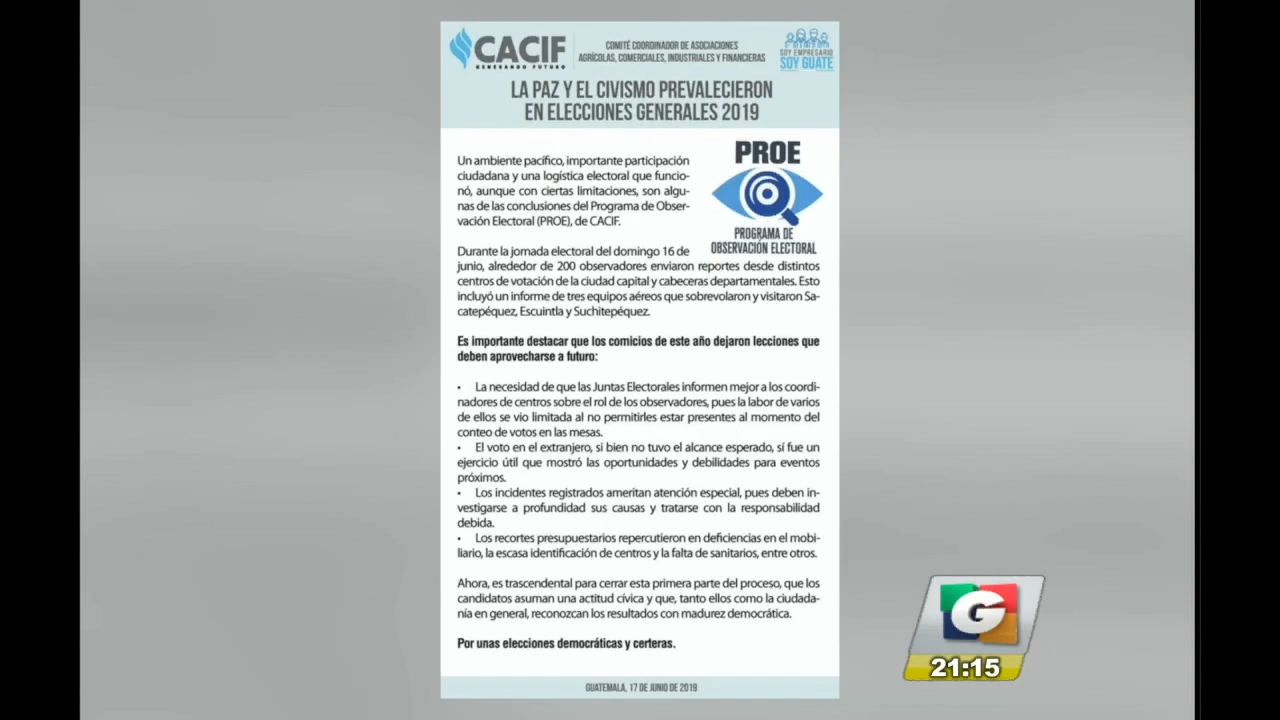 CACIF
GENERANDO FUTURO
COMITÉ COORDINADOR DE ASOCIACIONES
AGRÍCOLAS, COMERCIALES, INDUSTRIALES Y FINANCIERAS
SOY EMPRESARIO
SOY GUATE
LA PAZ Y EL CIVISMO PREVALECIERON
EN ELECCIONES GENERALES 2019
PROE
PROGRAMA DE
OBSERVACIÓN ELECTORAL
Un ambiente pacífico, importante participación
ciudadana y una logística electoral que funcio-
nó, aunque con ciertas limitaciones, son algu-
nas de las conclusiones del Programa de Obser-
vación Electoral (PROE), de CACIF.
Durante la jornada electoral del domingo 16 de
junio, alrededor de 200 observadores enviaron reportes desde distintos
centros de votación de la ciudad capital y cabeceras departamentales. Esto
incluyó un informe de tres equipos aéreos que sobrevolaron y visitaron Sa-
catepéquez, Escuintla y Suchitepéquez.
Es importante destacar que los comicios de este año dejaron lecciones que
deben aprovecharse a futuro:
• La necesidad de que las Juntas Electorales informen mejor a los coordi-
nadores de centros sobre el rol de los observadores, pues la labor de varios
de ellos se vio limitada al no permitirles estar presentes al momento del
conteo de votos en las mesas.
• El voto en el extranjero, si bien no tuvo el alcance esperado, sí fue un
ejercicio útil que mostró las oportunidades y debilidades para eventos
próximos.
• Los incidentes registrados ameritan atención especial, pues deben in-
vestigarse a profundidad sus causas y tratarse con la responsabilidad
debida.
• Los recortes presupuestarios repercutieron en deficiencias en el mobi-
liario, la escasa identificación de centros y la falta de sanitarios, entre otros.
Ahora, es trascendental para cerrar esta primera parte del proceso, que los
candidatos asuman una actitud cívica y que, tanto ellos como la ciudada-
nía en general, reconozcan los resultados con madurez democrática.
Por unas elecciones democráticas y certeras.
GUATEMALA, 17 DE JUNIO DE 2019
G
21:15